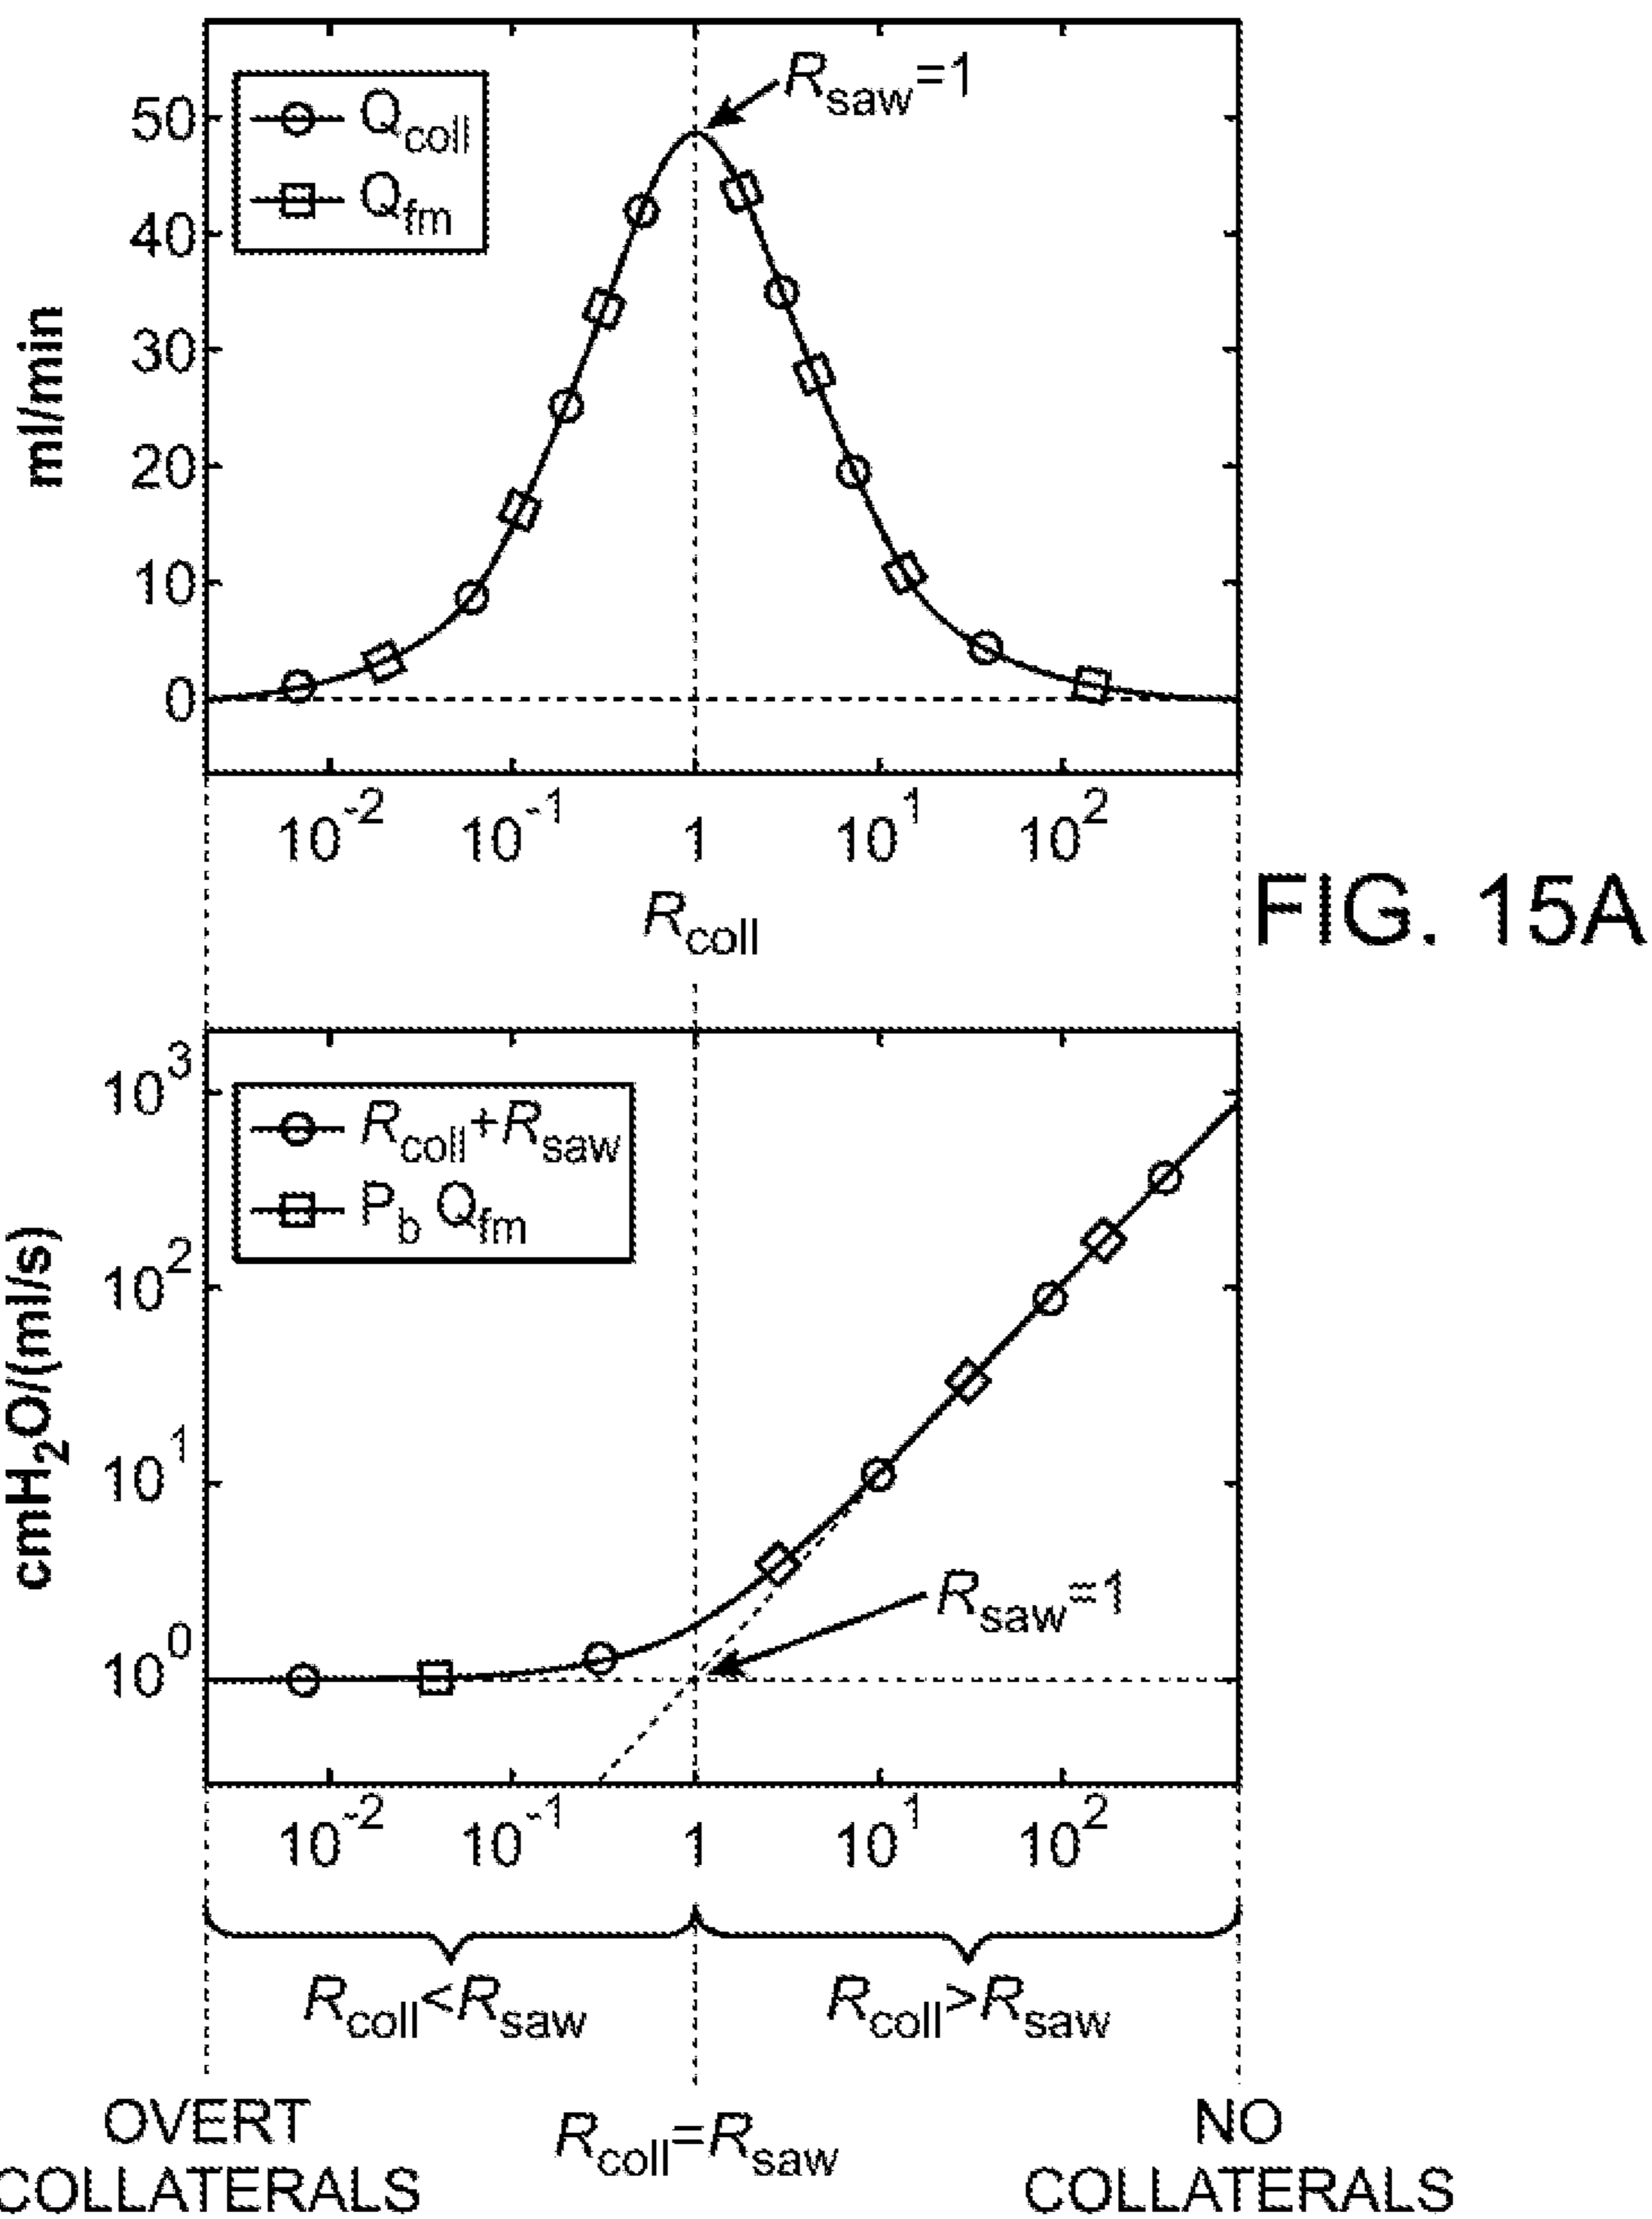 R_saw=1
Q_coll
Q_fm
50
40
30
20
10
0
ml/min
10^-2 10^-1 1 10^1 10^2
R_coll
FIG. 15A
R_coll+R_saw
P_b Q_fm
10^3
10^2
10^1
10^0
cmH₂O/(ml/s)
R_saw=1
10^-2 10^-1 1 10^1 10^2
R_coll<R_saw R_coll>R_saw
OVERT
COLLATERALS
R_coll=R_saw
NO
COLLATERALS